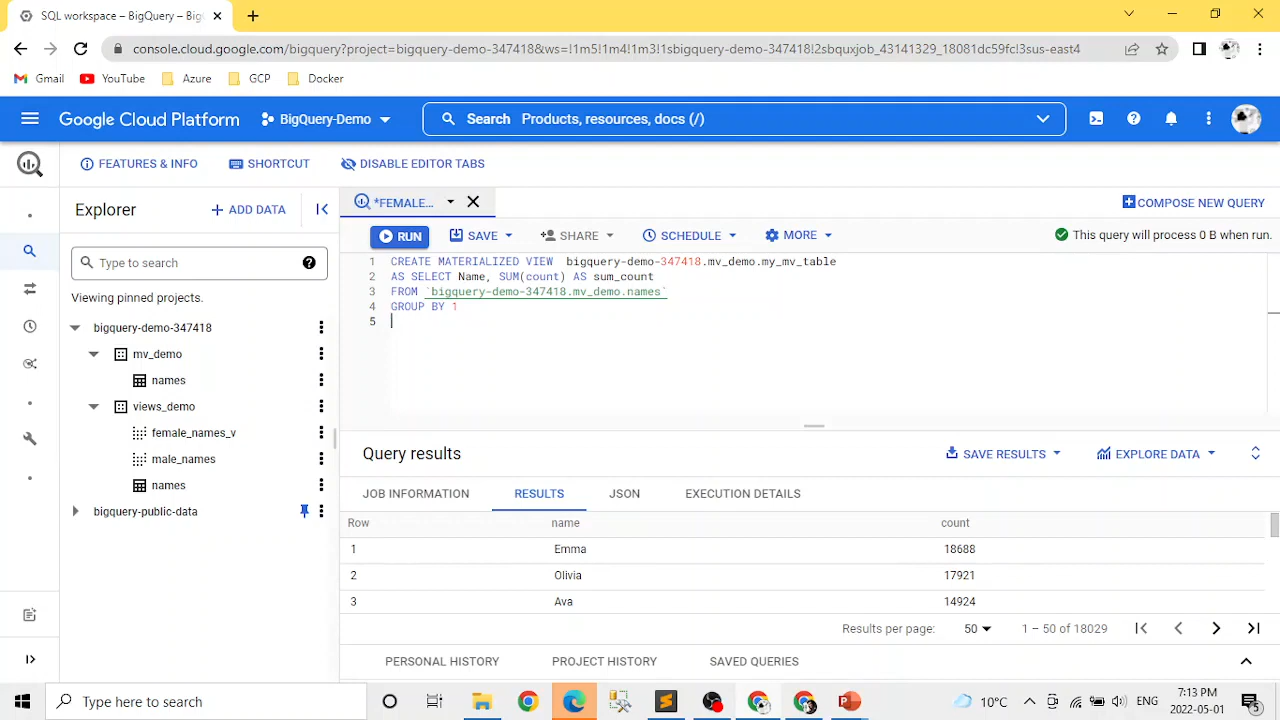 SQL workspace - BigQuery - Big
console.cloud.google.com/bigquery?project=bigquery-demo-347418&ws=!1m5!1m4!1m3!1sbigquery-demo-347418!2sbquxjob_43141329_18081dc59fc!3sus-east4
Gmail YouTube Azure GCP Docker
Google Cloud Platform BigQuery-Demo Search Products, resources, docs (/)
FEATURES & INFO SHORTCUT DISABLE EDITOR TABS
Explorer + ADD DATA *FEMALE... COMPOSE NEW QUERY
RUN SAVE SHARE SCHEDULE MORE This query will process 0 B when run.
Type to search
Viewing pinned projects.
bigquery-demo-347418
mv_demo
names
views_demo
female_names_v
male_names
names
bigquery-public-data
1 CREATE MATERIALIZED VIEW bigquery-demo-347418.mv_demo.my_mv_table
2 AS SELECT Name, SUM(count) AS sum_count
3 FROM `bigquery-demo-347418.mv_demo.names`
4 GROUP BY 1
5
Query results SAVE RESULTS EXPLORE DATA
JOB INFORMATION RESULTS JSON EXECUTION DETAILS
Row name count
1 Emma 18688
2 Olivia 17921
3 Ava 14924
Results per page: 50 1 – 50 of 18029
PERSONAL HISTORY PROJECT HISTORY SAVED QUERIES
Type here to search 10°C ENG 7:13 PM
2022-05-01 5